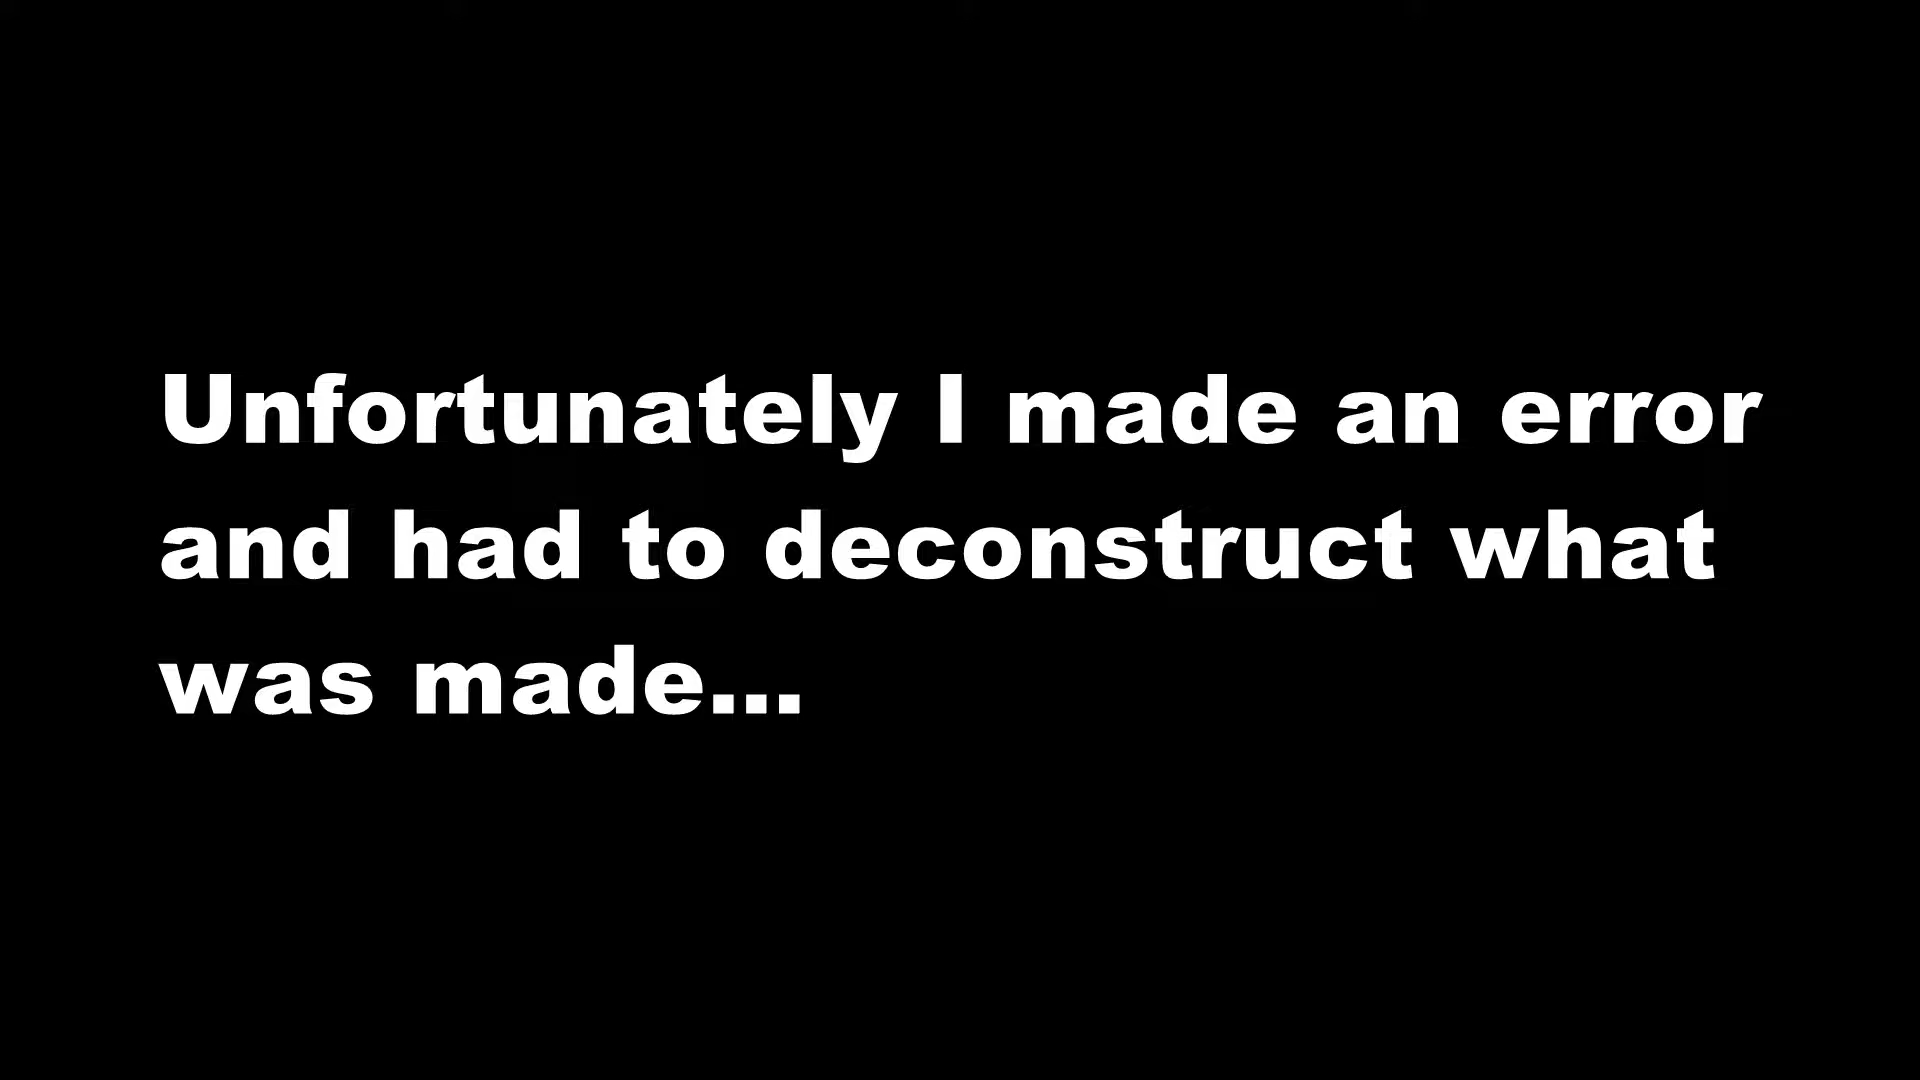 Unfortunately I made an error
and had to deconstruct what
was made...